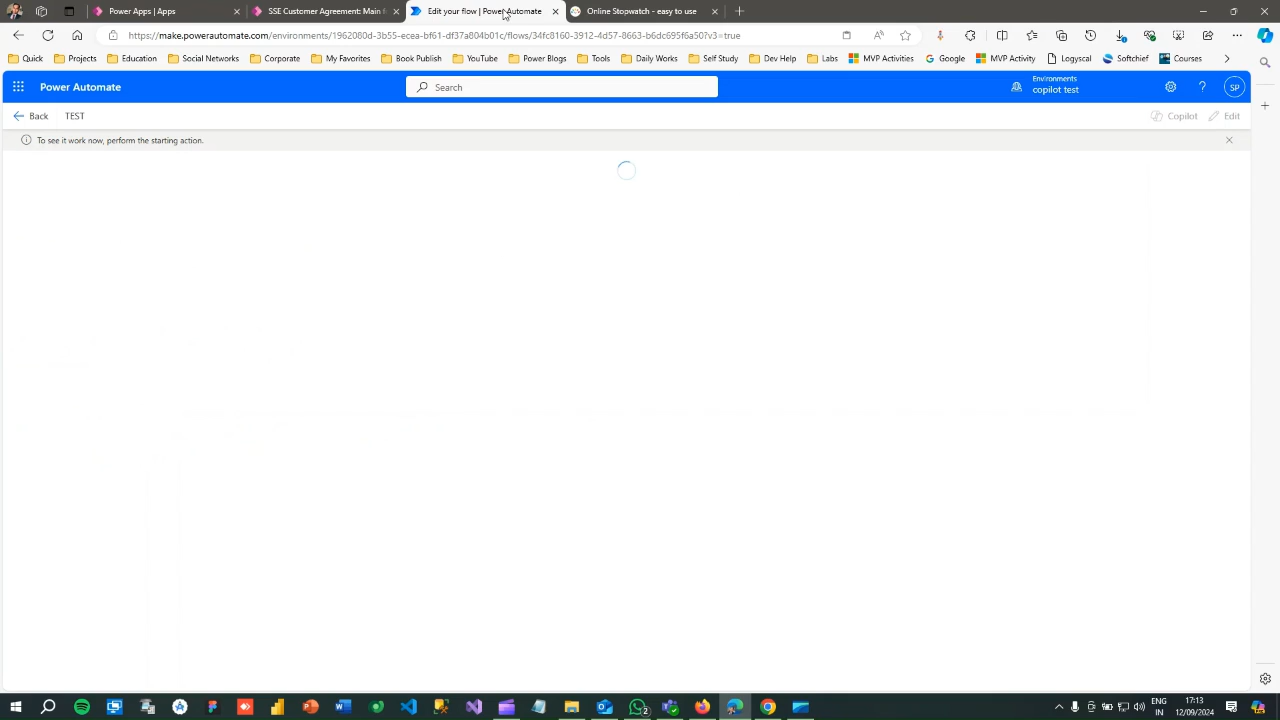 Power Apps | Apps
SSE Customer Agreement: Main f
Edit your flow | Power Automate
Online Stopwatch - easy to use
https://make.powerautomate.com/environments/1962080d-3b55-ecea-bf61-df37a804b01c/flows/34fc8160-3912-4d57-8663-b6dc695f6a50?v3=true
Quick
Projects
Education
Social Networks
Corporate
My Favorites
Book Publish
YouTube
Power Blogs
Tools
Daily Works
Self Study
Dev Help
Labs
MVP Activities
Google
MVP Activity
Logyscal
Softchief
Courses
Power Automate
Search
Environments
copilot test
SP
Back
TEST
Copilot
Edit
To see it work now, perform the starting action.
2
ENG
IN
17:13
12/09/2024